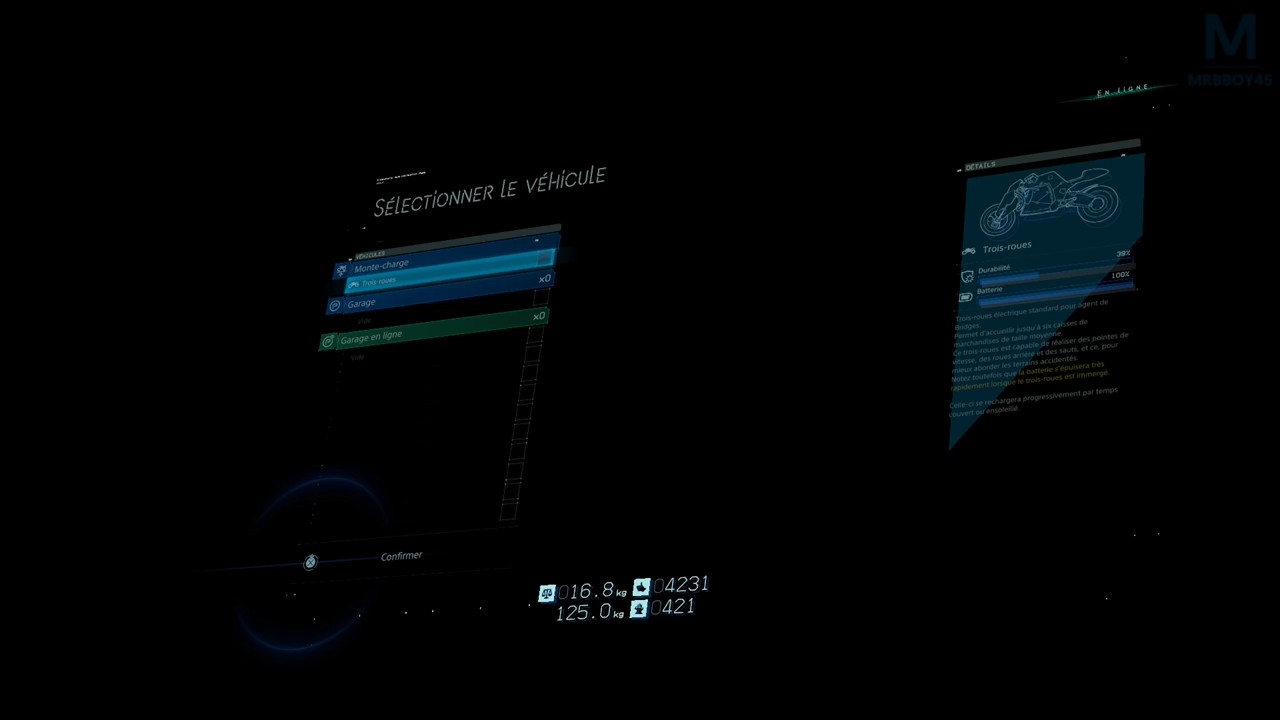 M
MRBBOY45
EN LIGNE
SÉLECTIONNER LE VÉHICULE
VÉHICULES
Monte-charge
Trois-roues
Garage x0
Vide
Garage en ligne x0
Vide
Confirmer
016.8 kg 04231
125.0 kg 0421
DÉTAILS
Trois-roues
Durabilité 39%
Batterie 100%
Trois-roues électrique standard pour agent de
Bridges.
Permet d'accueillir jusqu'à six caisses de
marchandises de taille moyenne.
Ce trois-roues est capable de réaliser des pointes de
vitesse, des roues arrière et des sauts, et ce, pour
mieux aborder les terrains accidentés.
Notez toutefois que la batterie s'épuisera très
rapidement lorsque le trois-roues est immergé.
Celle-ci se rechargera progressivement par temps
couvert ou ensoleillé.